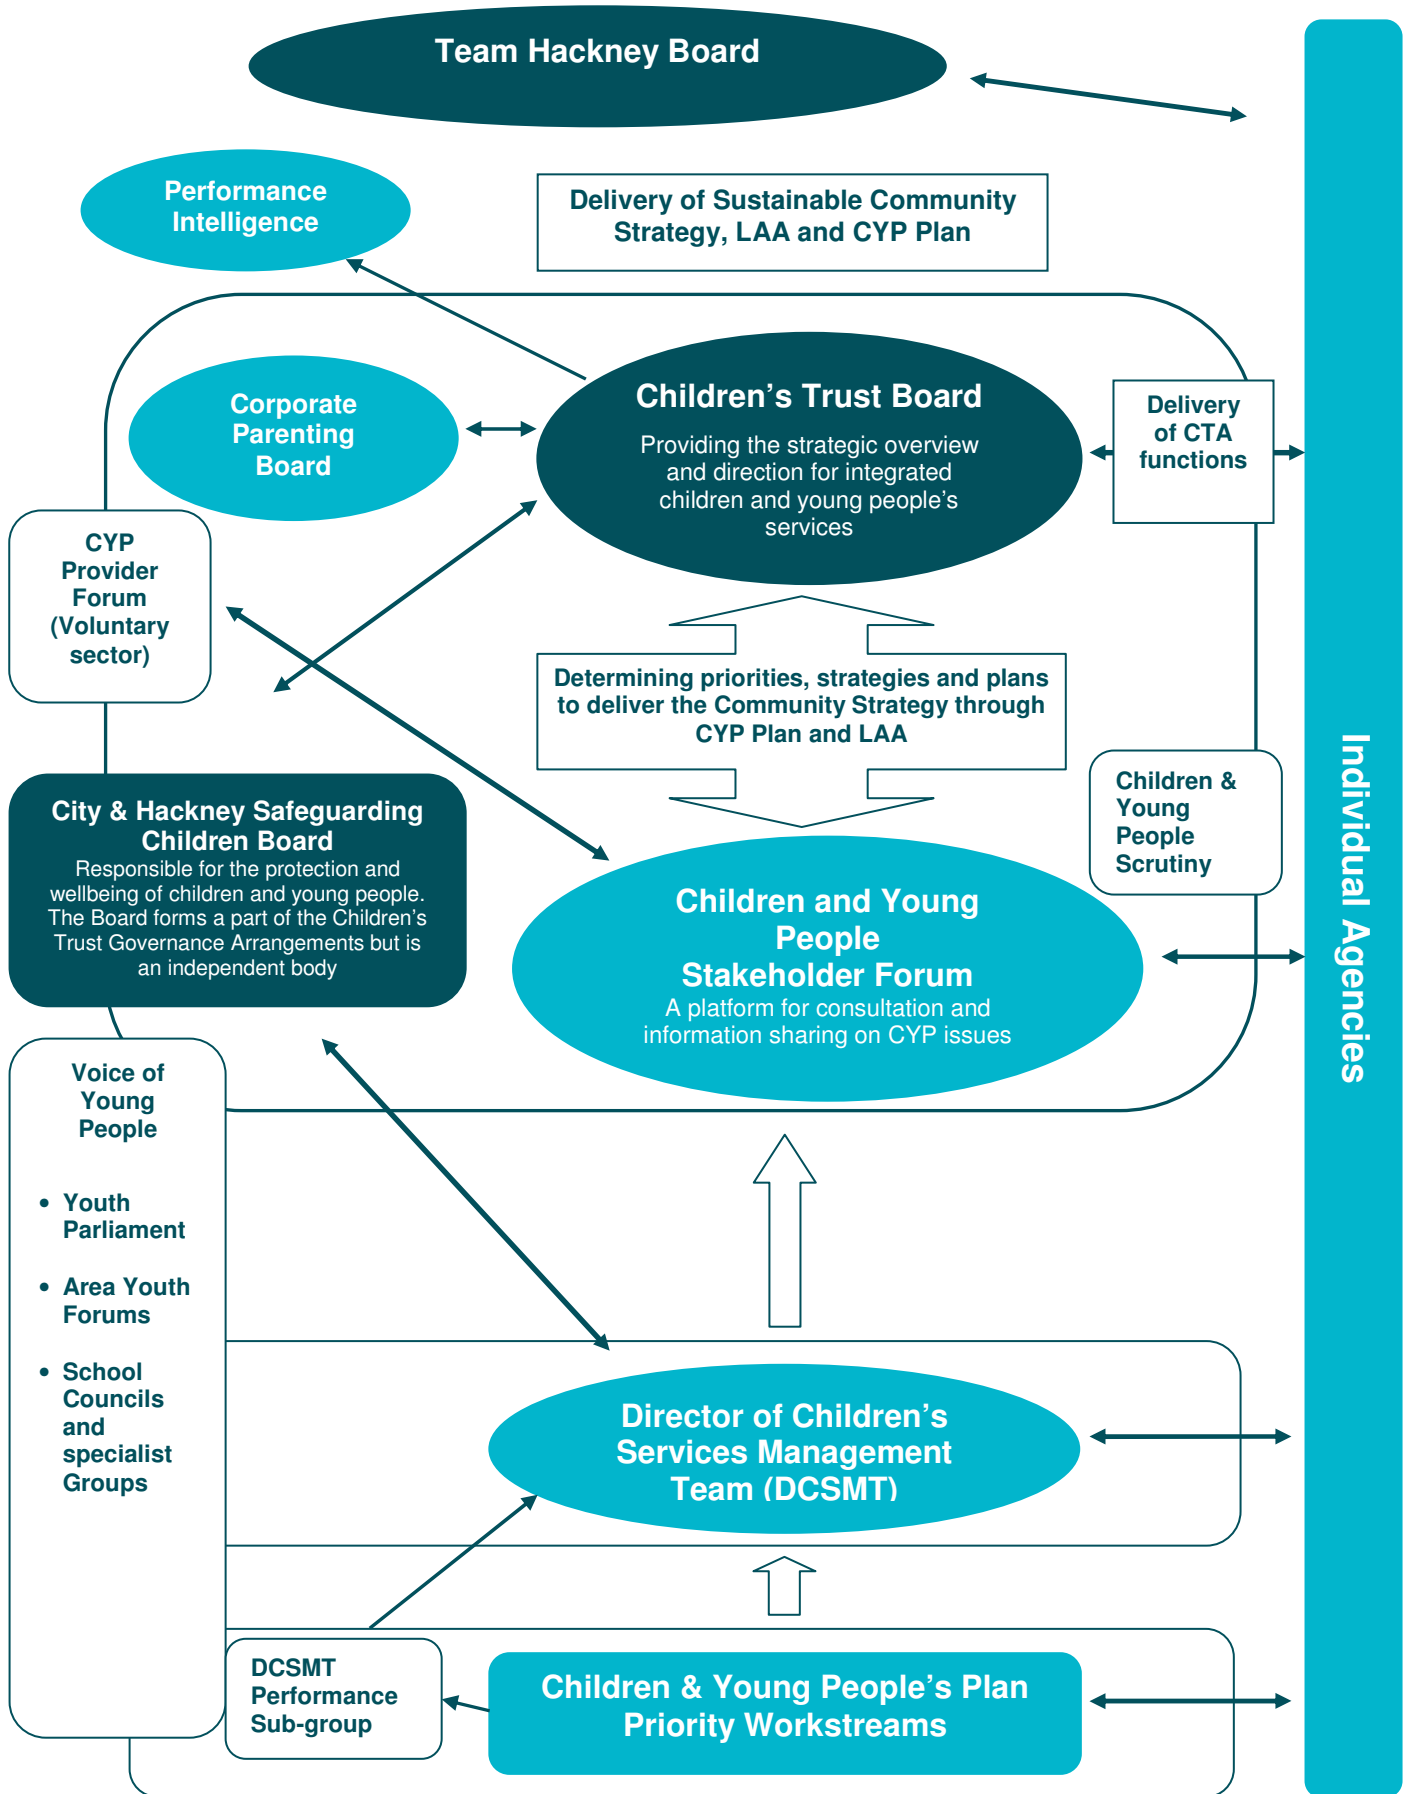 Team Hackney Board
Performance
Intelligence
Delivery of Sustainable Community
Strategy, LAA and CYP Plan
Corporate
Parenting
Board
Children’s Trust Board
Providing the strategic overview
and direction for integrated
children and young people’s
services
Delivery
of CTA
functions
CYP
Provider
Forum
(Voluntary
sector)
Determining priorities, strategies and plans
to deliver the Community Strategy through
CYP Plan and LAA
City & Hackney Safeguarding
Children Board
Responsible for the protection and
wellbeing of children and young people.
The Board forms a part of the Children’s
Trust Governance Arrangements but is
an independent body
Children &
Young
People
Scrutiny
Individual Agencies
Children and Young
People
Stakeholder Forum
A platform for consultation and
information sharing on CYP issues
Voice of
Young
People
• Youth
Parliament
• Area Youth
Forums
• School
Councils
and
specialist
Groups
Director of Children’s
Services Management
Team (DCSMT)
DCSMT
Performance
Sub-group
Children & Young People’s Plan
Priority Workstreams